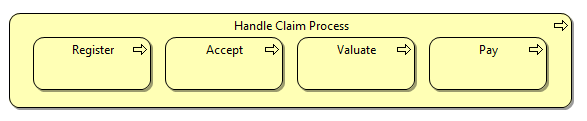 Handle Claim Process
Register
Accept
Valuate
Pay